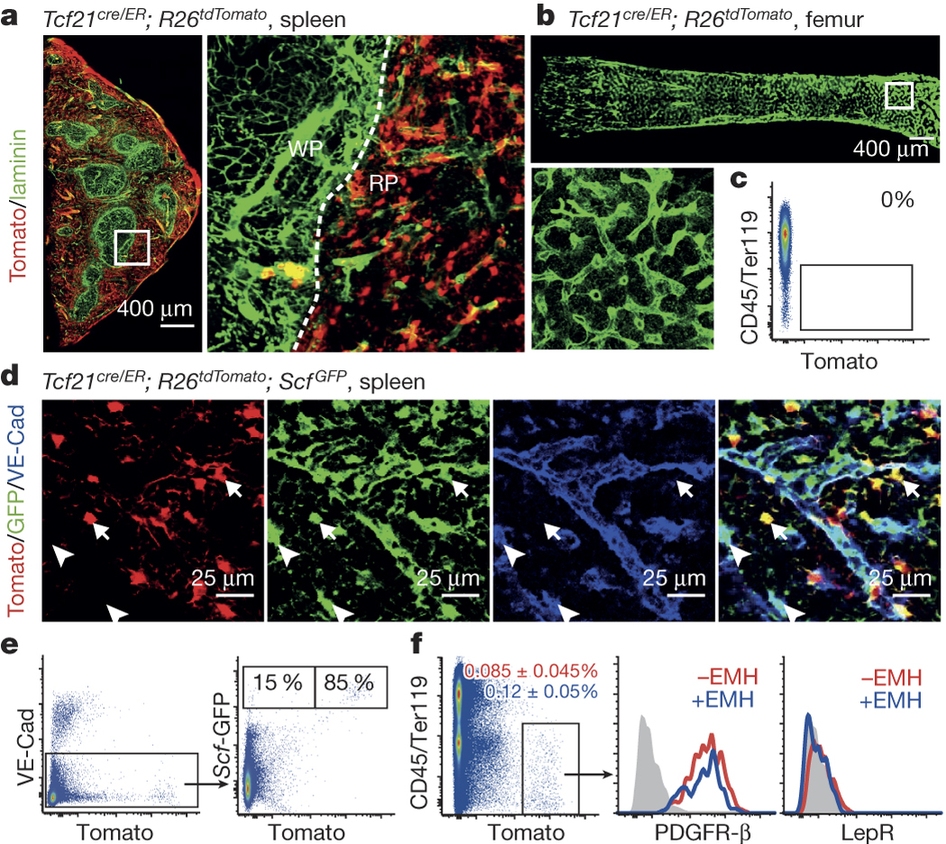 a
Tcf21cre/ER; R26tdTomato, spleen
Tomato/laminin
400 μm
WP
RP
b
Tcf21cre/ER; R26tdTomato, femur
400 μm
c
0%
CD45/Ter119
Tomato
d
Tcf21cre/ER; R26tdTomato; ScfGFP, spleen
Tomato/GFP/VE-Cad
25 μm
25 μm
25 μm
25 μm
e
VE-Cad
Tomato
Scf-GFP
15 %
85 %
Tomato
f
CD45/Ter119
0.085 ± 0.045%
0.12 ± 0.05%
Tomato
–EMH
+EMH
PDGFR-β
–EMH
+EMH
LepR